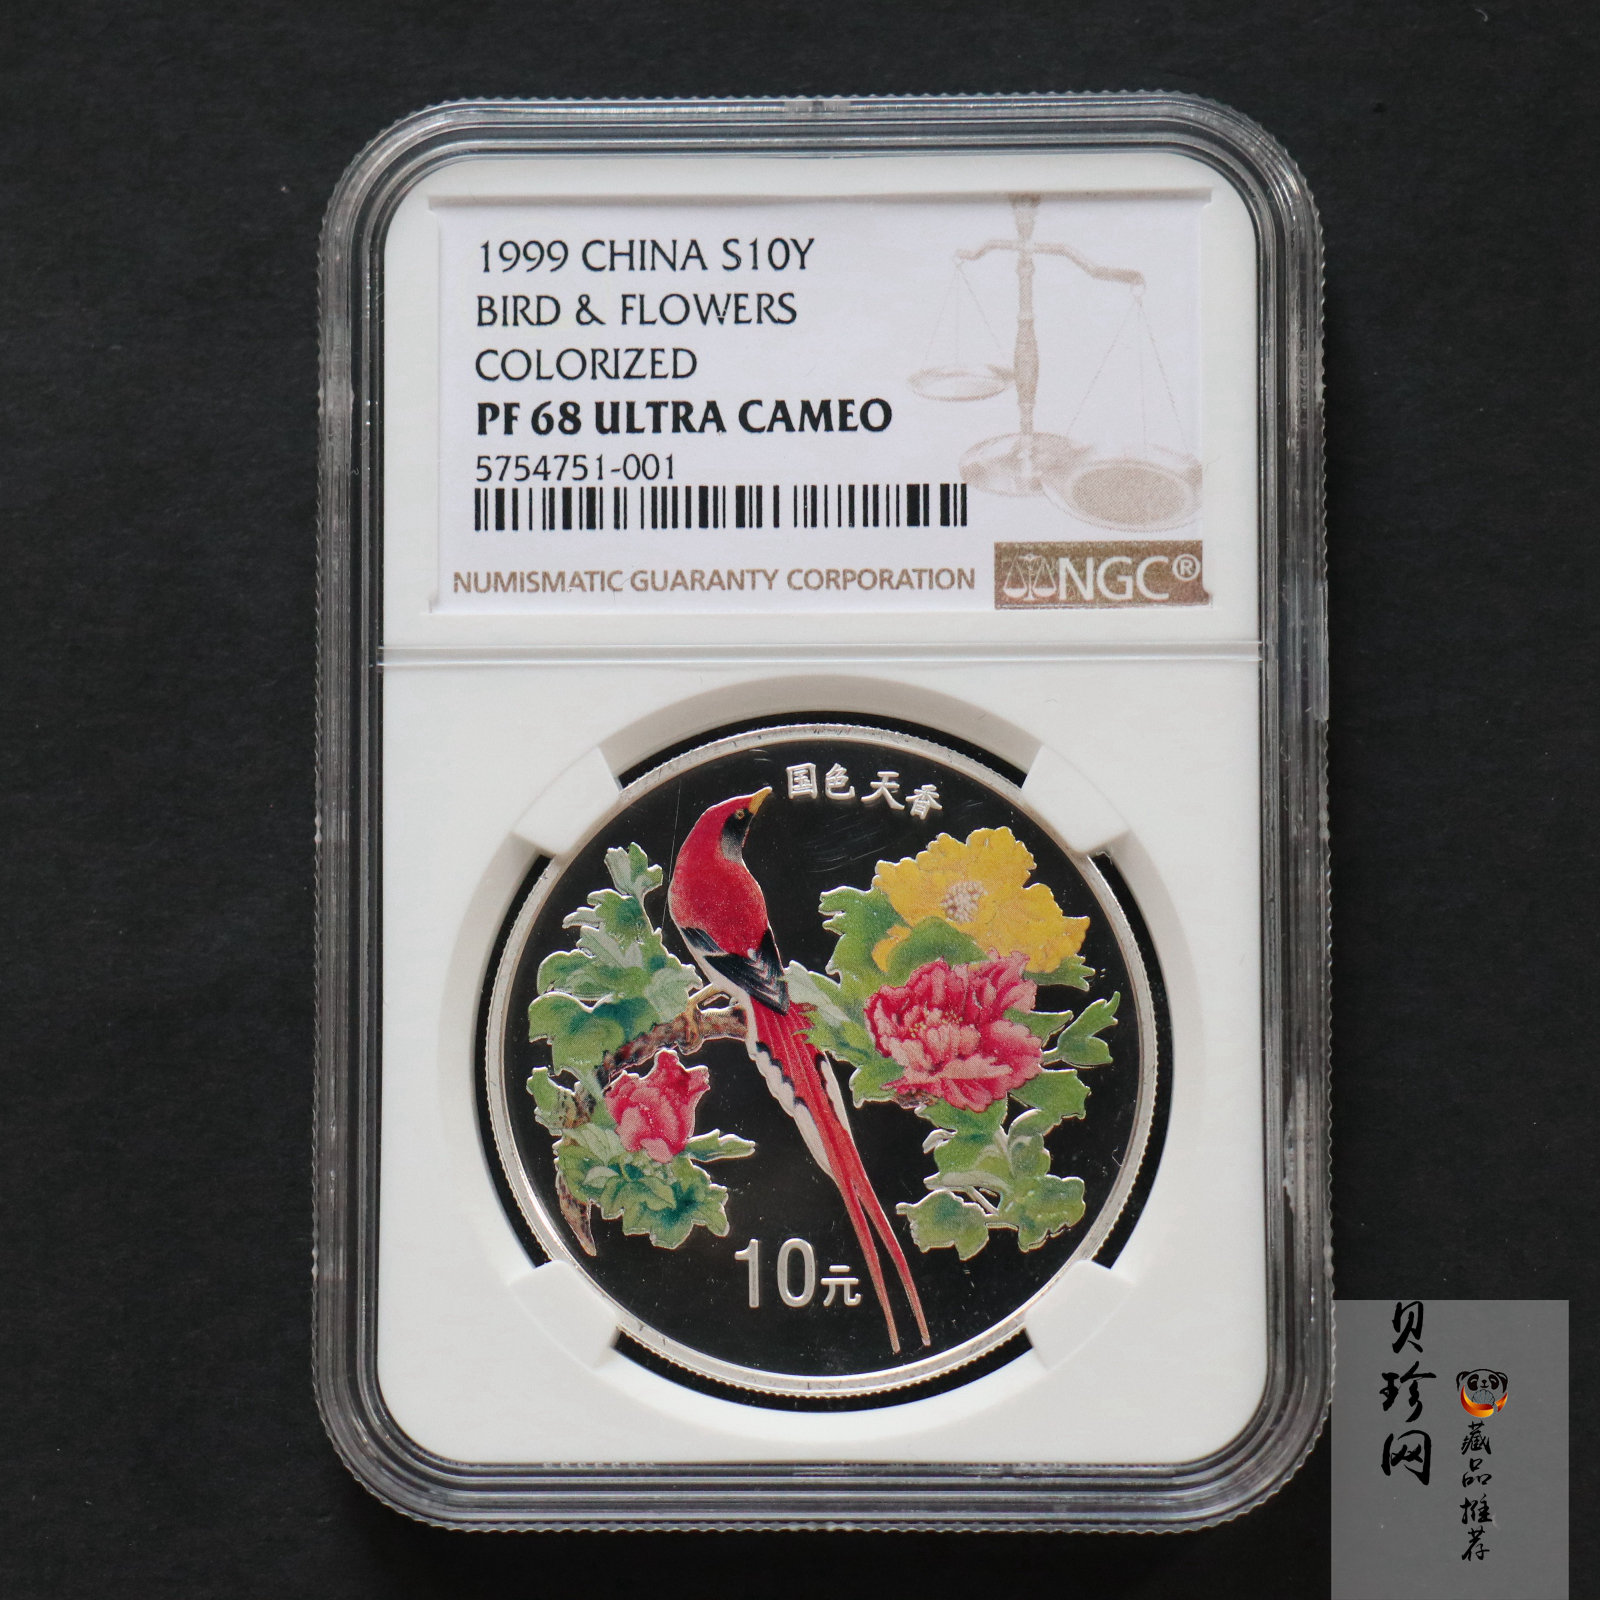 1999 CHINA S10Y
BIRD & FLOWERS
COLORIZED
PF 68 ULTRA CAMEO
5754751-001
NUMISMATIC GUARANTY CORPORATION
NGC®
国色天香
10元
贝珍网
藏品推荐